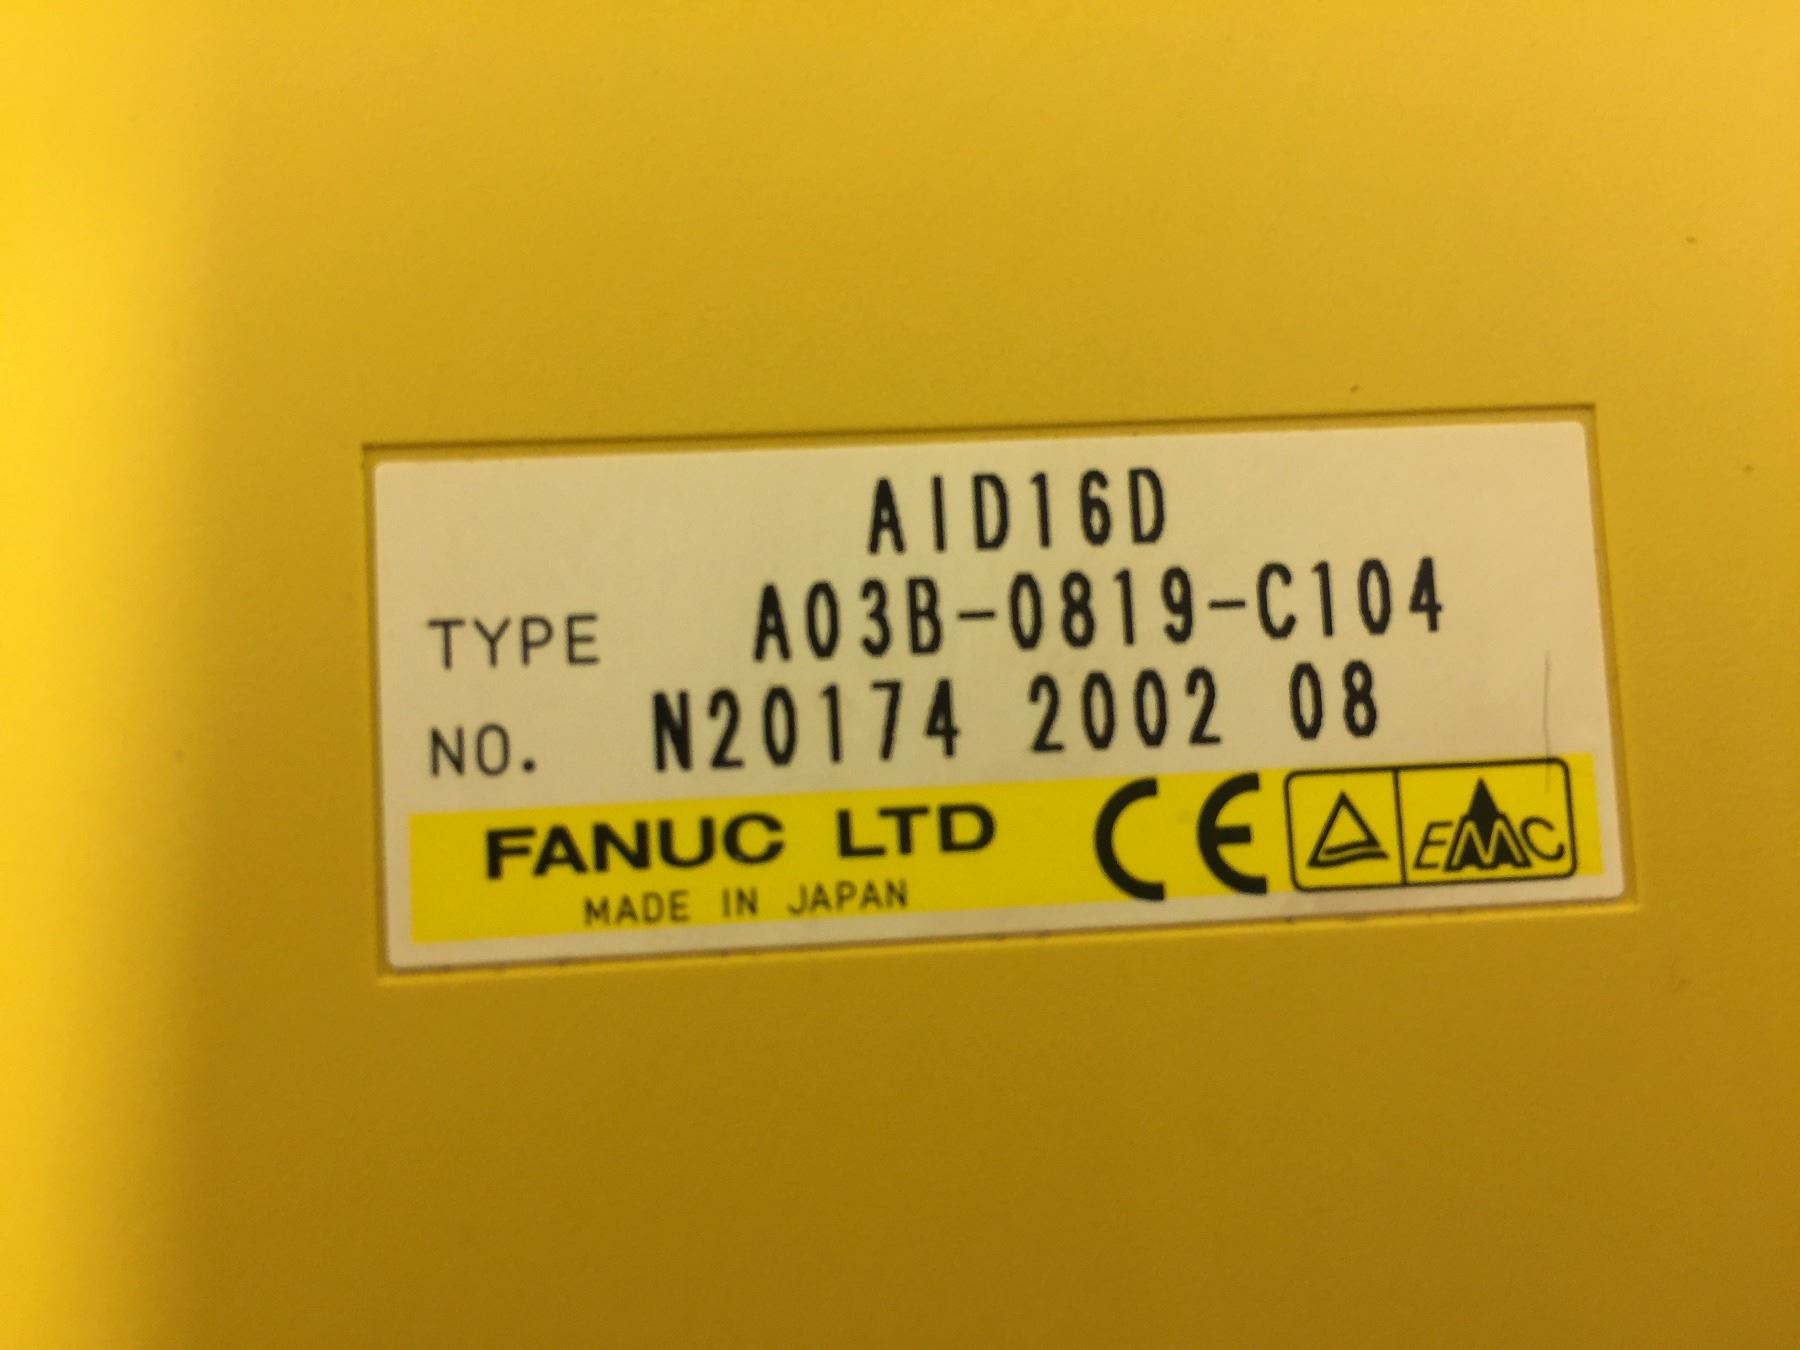 AID16D
TYPE A03B-0819-C104
NO. N20174 2002 08
FANUC LTD CE EMC
MADE IN JAPAN